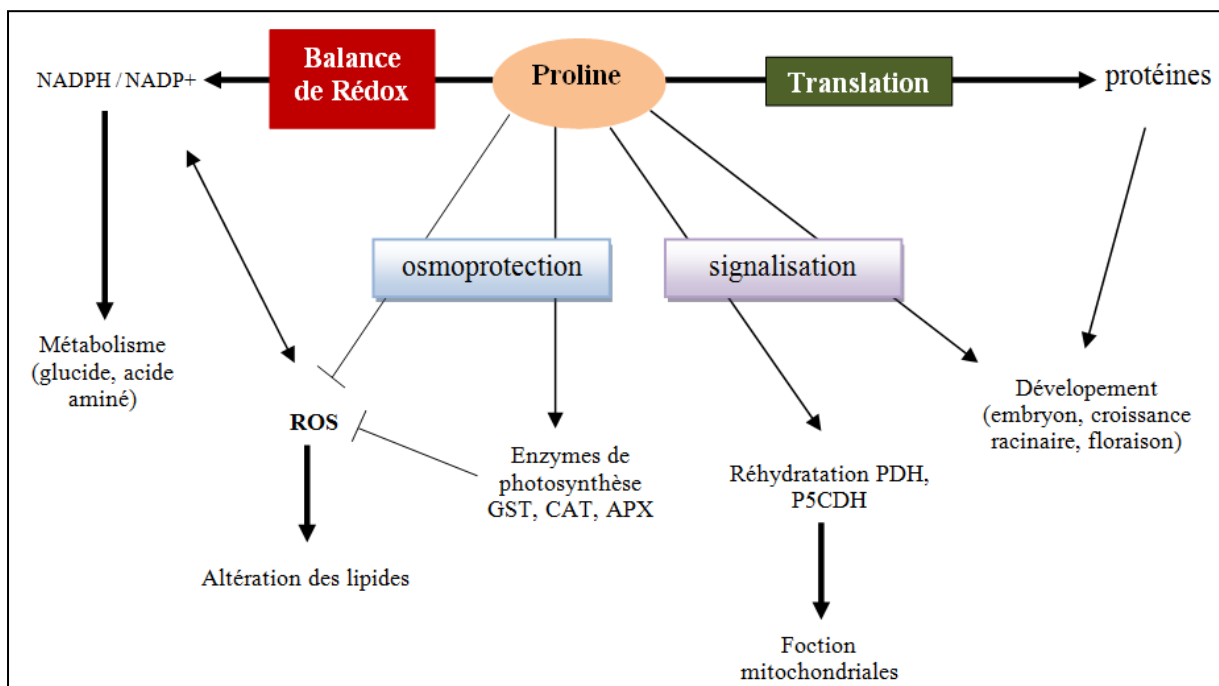 Balance
de Rédox
Proline
Translation
NADPH / NADP+
protéines
osmoprotection
signalisation
Métabolisme
(glucide, acide
aminé)
ROS
Dévelopement
(embryon, croissance
racinaire, floraison)
Enzymes de
photosynthèse
GST, CAT, APX
Réhydratation PDH,
P5CDH
Altération des lipides
Foction
mitochondriales